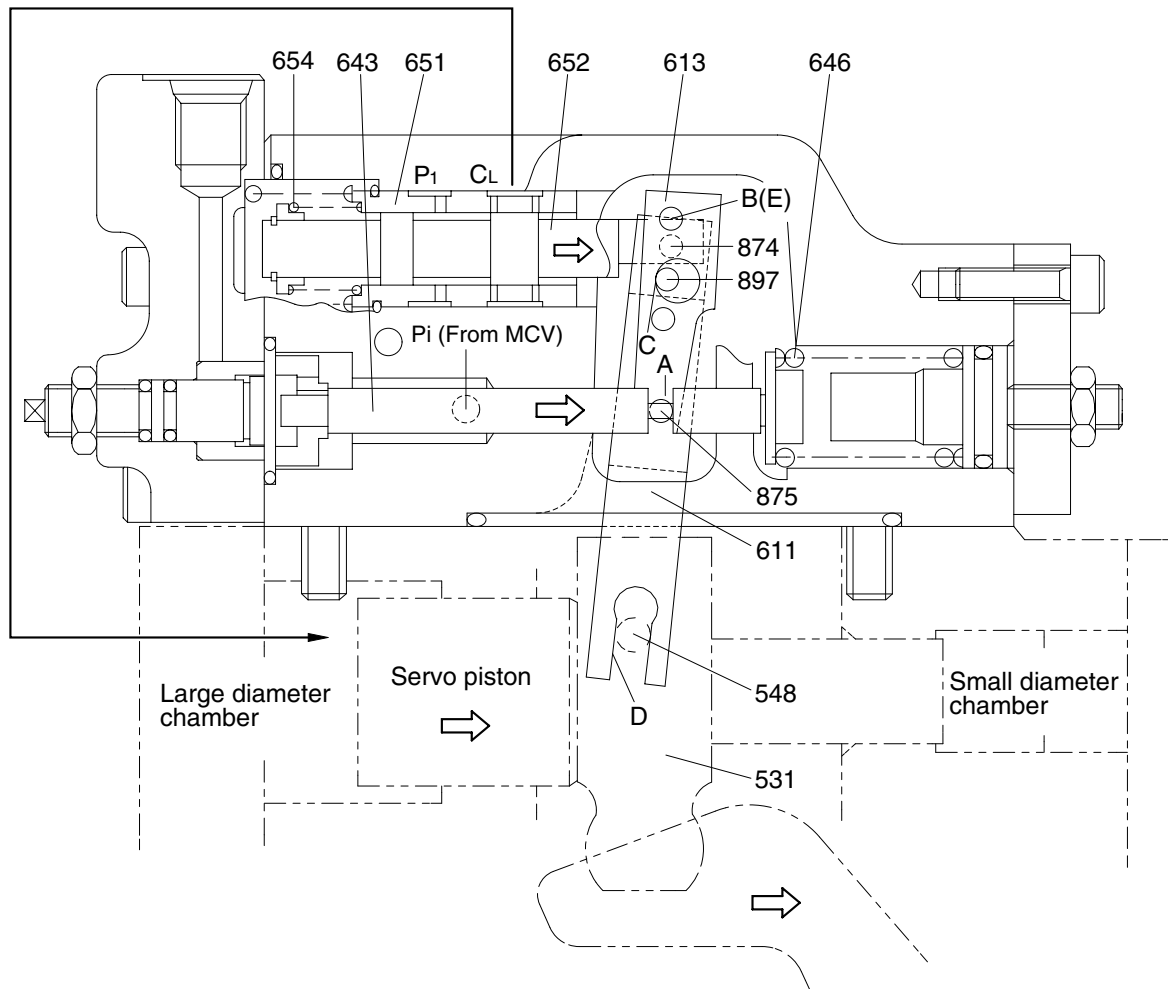 654 643 651 652 613 646
P1 CL
B(E)
874
897
Pi (From MCV)
C
A
875
611
Large diameter
chamber
Servo piston
D
548
Small diameter
chamber
531